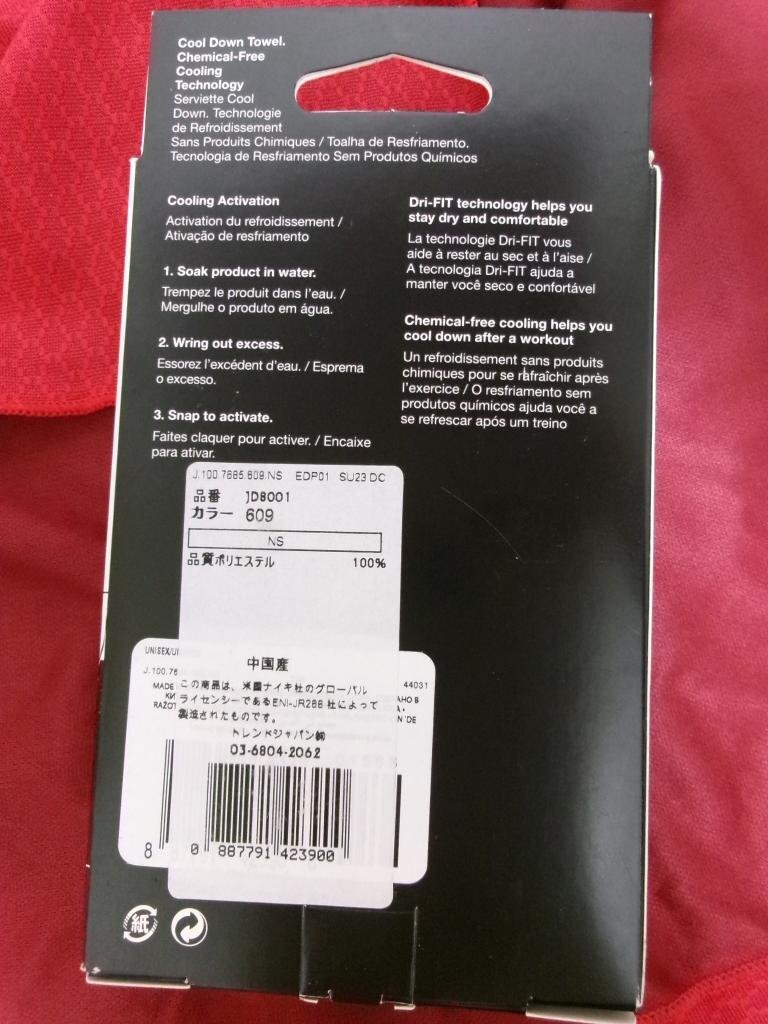 Cool Down Towel.
Chemical-Free
Cooling
Technology
Serviette Cool
Down. Technologie
de Refroidissement
Sans Produits Chimiques / Toalha de Resfriamento.
Tecnologia de Resfriamento Sem Produtos Químicos
Cooling Activation
Activation du refroidissement /
Ativação de resfriamento
1. Soak product in water.
Trempez le produit dans l'eau. /
Mergulhe o produto em água.
2. Wring out excess.
Essorez l'excédent d'eau. / Esprema
o excesso.
3. Snap to activate.
Faites claquer pour activer. / Encaixe
para ativar.
Dri-FIT technology helps you
stay dry and comfortable
La technologie Dri-FIT vous
aide à rester au sec et à l'aise /
A tecnologia Dri-FIT ajuda a
manter você seco e confortável
Chemical-free cooling helps you
cool down after a workout
Un refroidissement sans produits
chimiques pour se rafraîchir après
l'exercice / O resfriamento sem
produtos químicos ajuda você a
se refrescar após um treino
J.100.7685.609.NS EDP01 SU23 DC
品番 JD8001
カラー 609
NS
品質ポリエステル 100%
UNISEX/U
中国産
J.100.76
44031
MADE
この商品は、米国ナイキ社のグローバル
ライセンシーであるENI-JR286 社によって
製造されたものです。
RAŻOT
N 'DE
トレンドジャパン㈱
03-6804-2062
8 0 887791 423900
紙